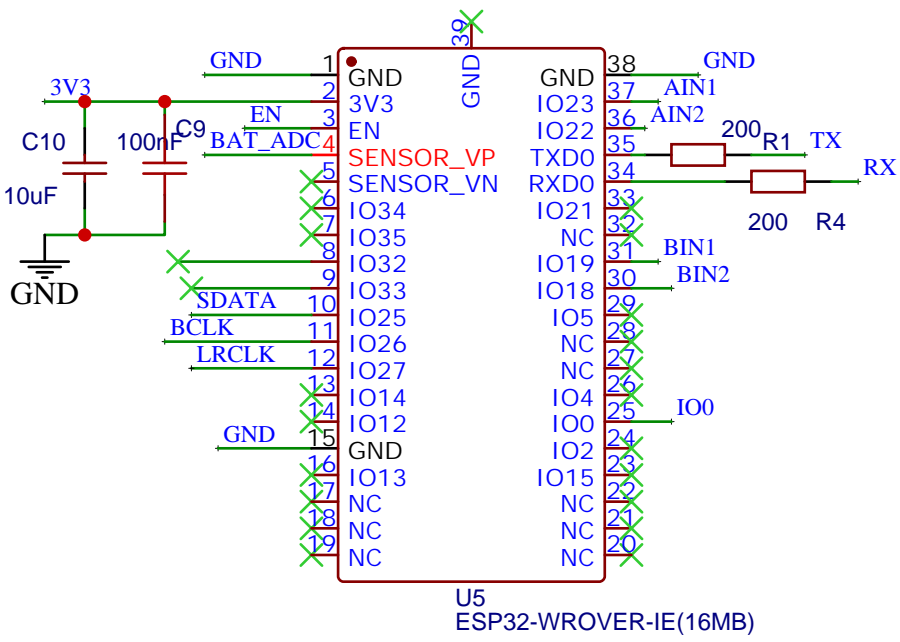 39
GND
GND 1 GND GND 38 GND
3V3 2 3V3 IO23 37 AIN1
EN 3 EN IO22 36 AIN2
C10 100nF C9
BAT_ADC 4 SENSOR_VP TXD0 35 200 R1 TX
5 SENSOR_VN RXD0 34 RX
10uF 6 IO34 IO21 33 200 R4
7 IO35 NC 32
8 IO32 IO19 31 BIN1
GND 9 IO33 IO18 30 BIN2
SDATA 10 IO25 IO5 29
BCLK 11 IO26 NC 28
LRCLK 12 IO27 NC 27
13 IO14 IO4 26
14 IO12 IO0 25 IO0
GND 15 GND IO2 24
16 IO13 IO15 23
17 NC NC 22
18 NC NC 21
19 NC NC 20
U5
ESP32-WROVER-IE(16MB)